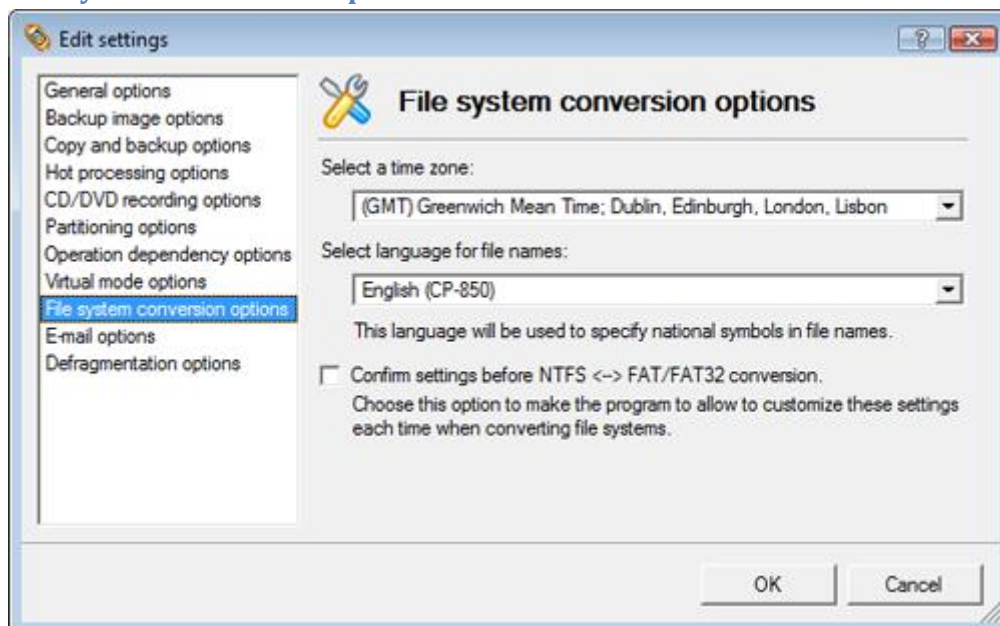 Edit settings
General options
Backup image options
Copy and backup options
Hot processing options
CD/DVD recording options
Partitioning options
Operation dependency options
Virtual mode options
File system conversion options
E-mail options
Defragmentation options
File system conversion options
Select a time zone:
(GMT) Greenwich Mean Time; Dublin, Edinburgh, London, Lisbon
Select language for file names:
English (CP-850)
This language will be used to specify national symbols in file names.
Confirm settings before NTFS <--> FAT/FAT32 conversion.
Choose this option to make the program to allow to customize these settings
each time when converting file systems.
OK
Cancel